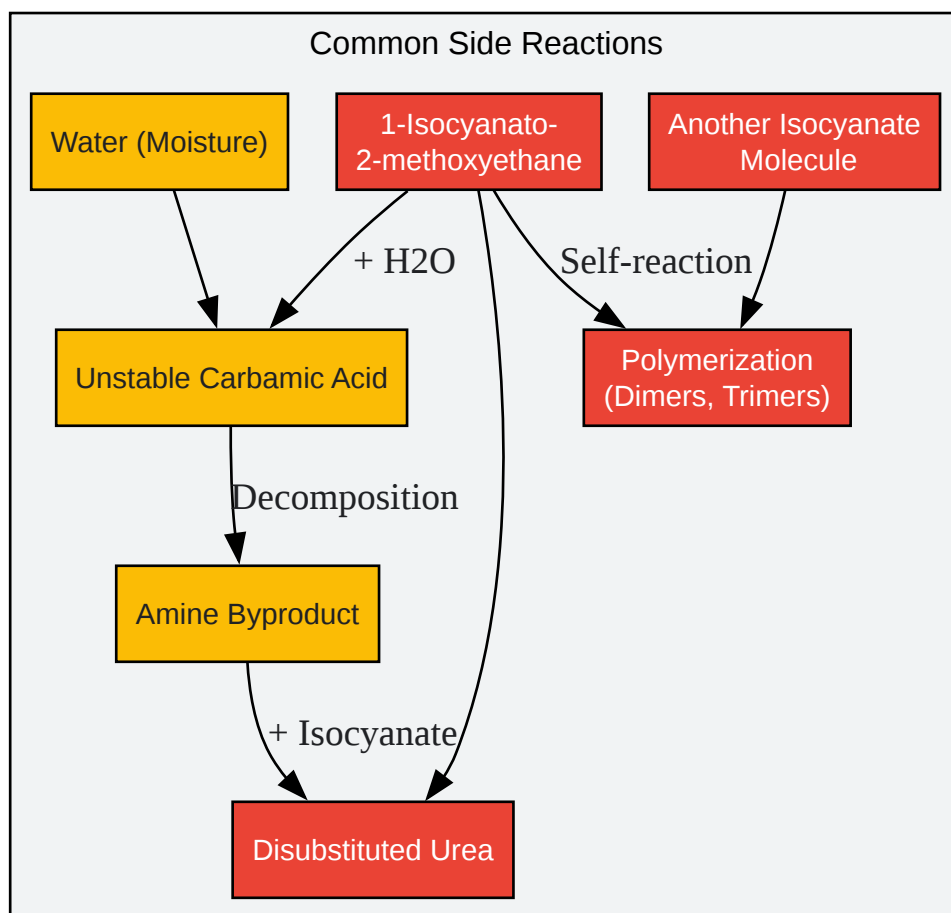 Common Side Reactions
Water (Moisture)
1-Isocyanato-
2-methoxyethane
Another Isocyanate
Molecule
+ H2O
Self-reaction
Unstable Carbamic Acid
Polymerization
(Dimers, Trimers)
Decomposition
Amine Byproduct
+ Isocyanate
Disubstituted Urea